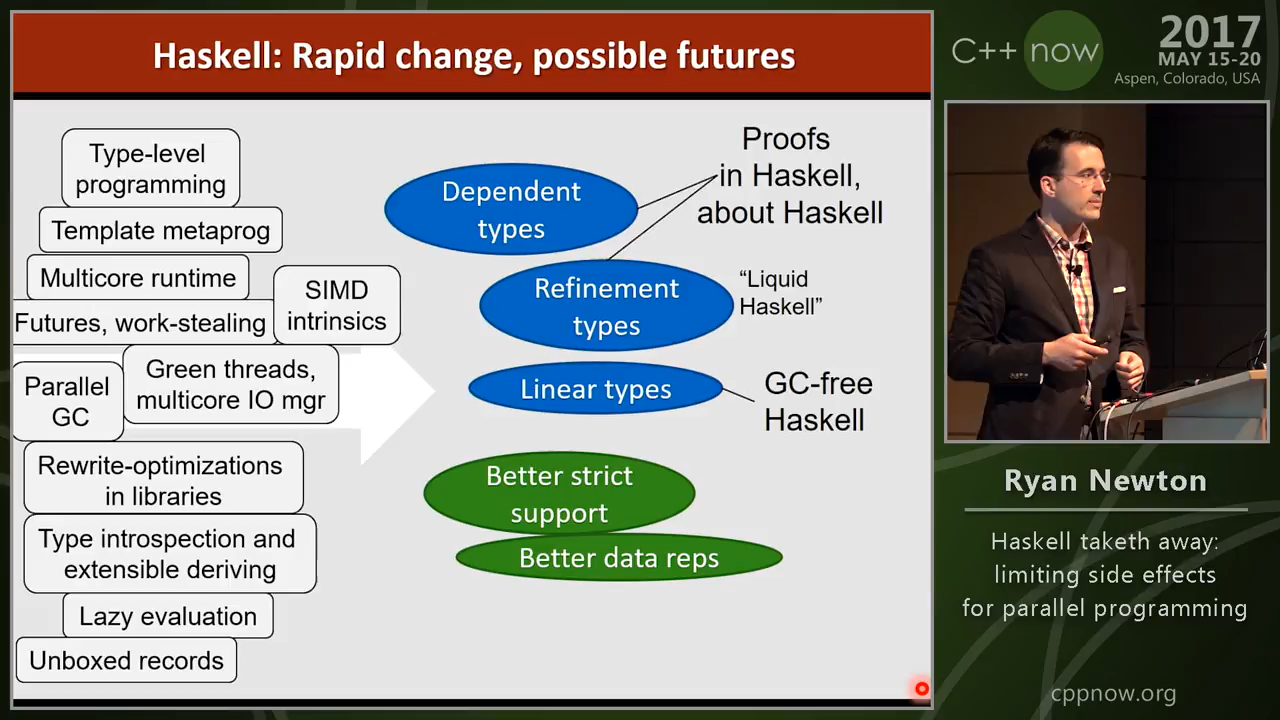 Haskell: Rapid change, possible futures
Type-level
programming
Template metaprog
Multicore runtime
SIMD
intrinsics
Futures, work-stealing
Green threads,
multicore IO mgr
Parallel
GC
Rewrite-optimizations
in libraries
Type introspection and
extensible deriving
Lazy evaluation
Unboxed records
Dependent
types
Proofs
in Haskell,
about Haskell
Refinement
types
“Liquid
Haskell”
Linear types
GC-free
Haskell
Better strict
support
Better data reps
C++ now
2017
MAY 15-20
Aspen, Colorado, USA
Ryan Newton
Haskell taketh away:
limiting side effects
for parallel programming
cppnow.org